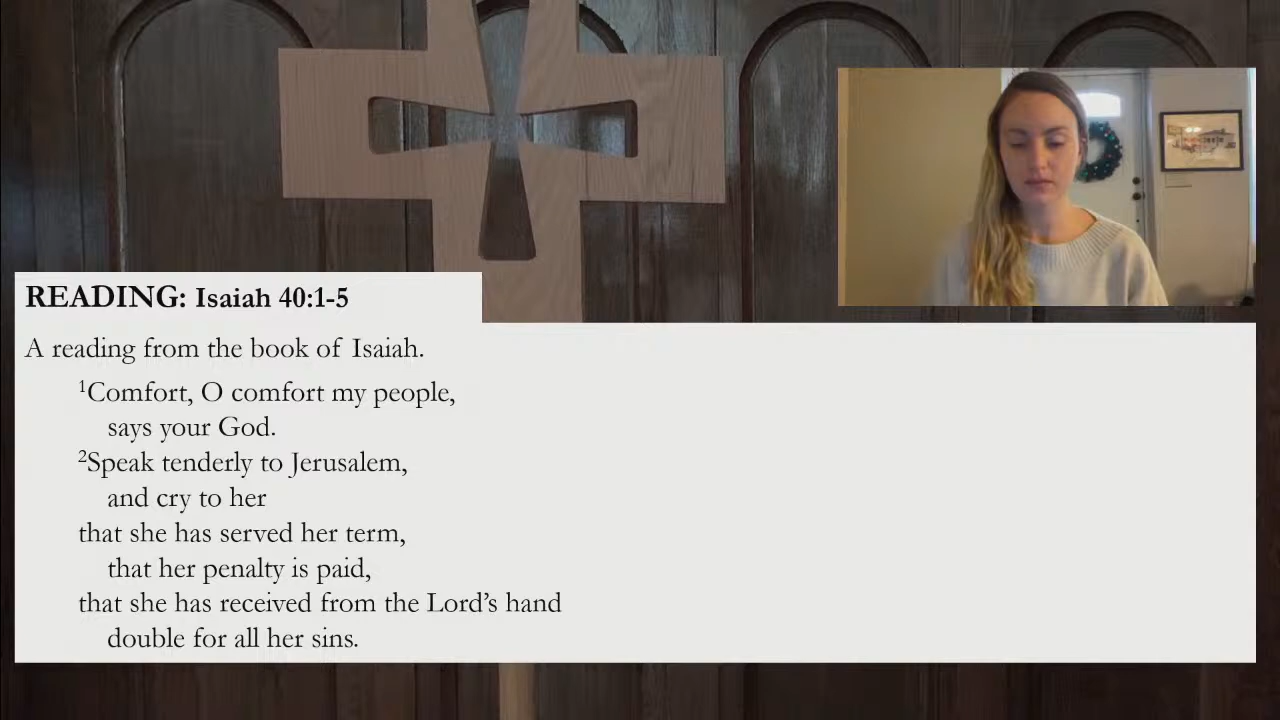 READING: Isaiah 40:1-5
A reading from the book of Isaiah.
¹Comfort, O comfort my people,
says your God.
²Speak tenderly to Jerusalem,
and cry to her
that she has served her term,
that her penalty is paid,
that she has received from the Lord’s hand
double for all her sins.